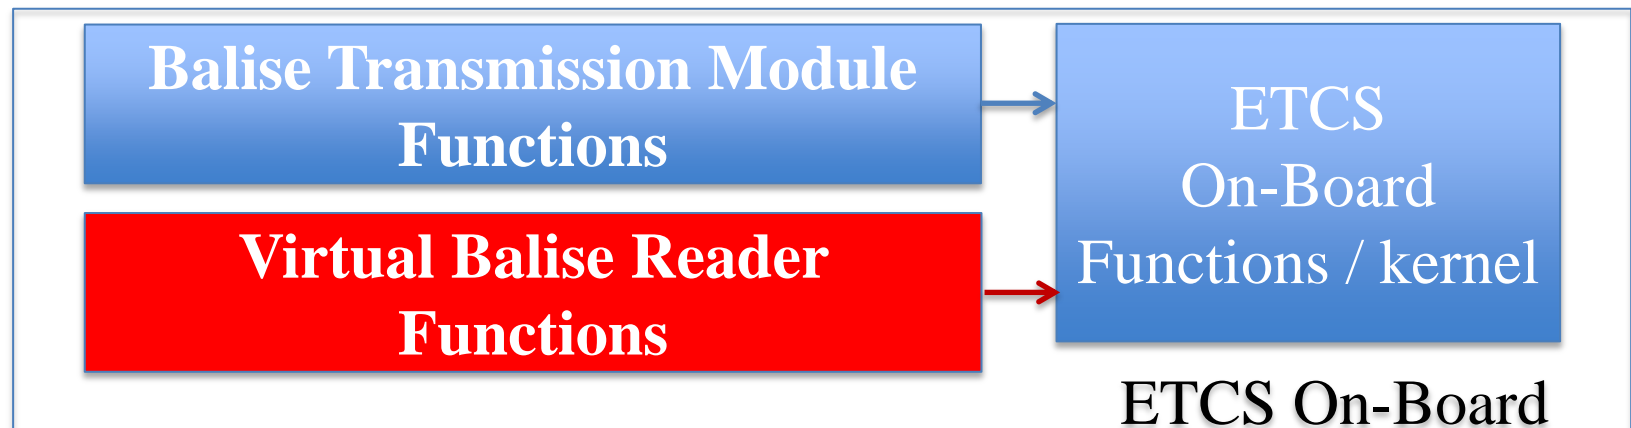 Balise Transmission Module
Functions
Virtual Balise Reader
Functions
ETCS
On-Board
Functions / kernel
ETCS On-Board